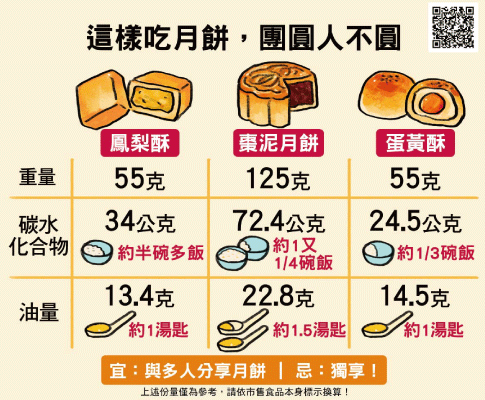 這樣吃月餅，團圓人不圓
鳳梨酥 棗泥月餅 蛋黃酥
重量 55克 125克 55克
碳水化合物 34公克 72.4公克 24.5公克
約半碗多飯 約1又1/4碗飯 約1/3碗飯
油量 13.4克 22.8克 14.5克
約1湯匙 約1.5湯匙 約1湯匙
宜：與多人分享月餅 | 忌：獨享！
上述份量僅為參考，請依市售食品本身標示換算！